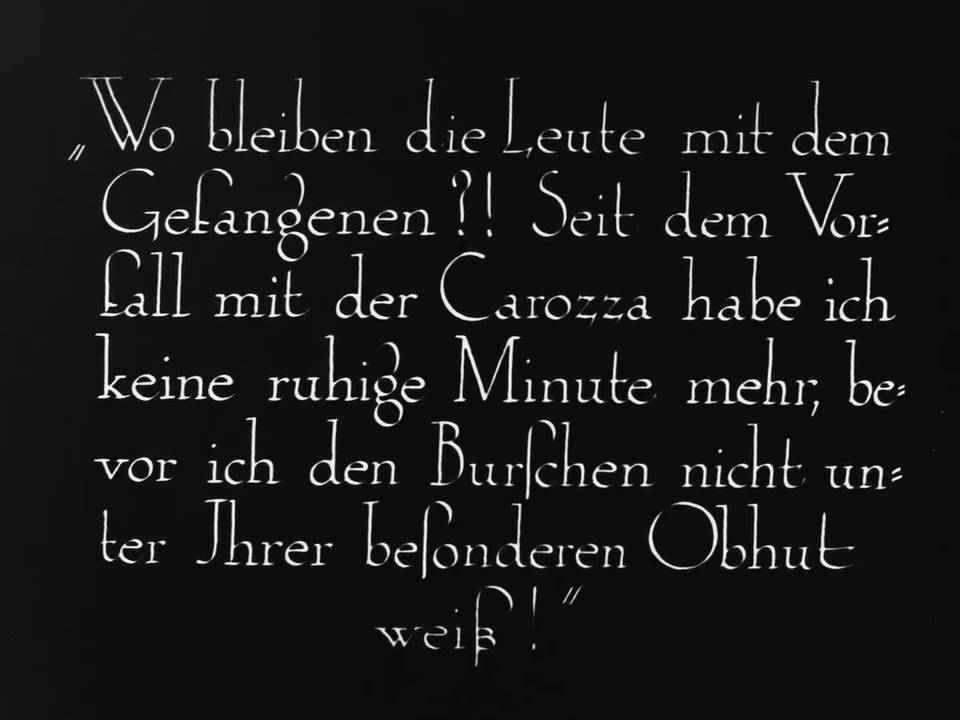 „Wo bleiben die Leute mit dem
Gefangenen?! Seit dem Vor⸗
fall mit der Carozza habe ich
keine ruhige Minute mehr, be⸗
vor ich den Burſchen nicht un⸗
ter Ihrer beſonderen Obhut
weiß!“